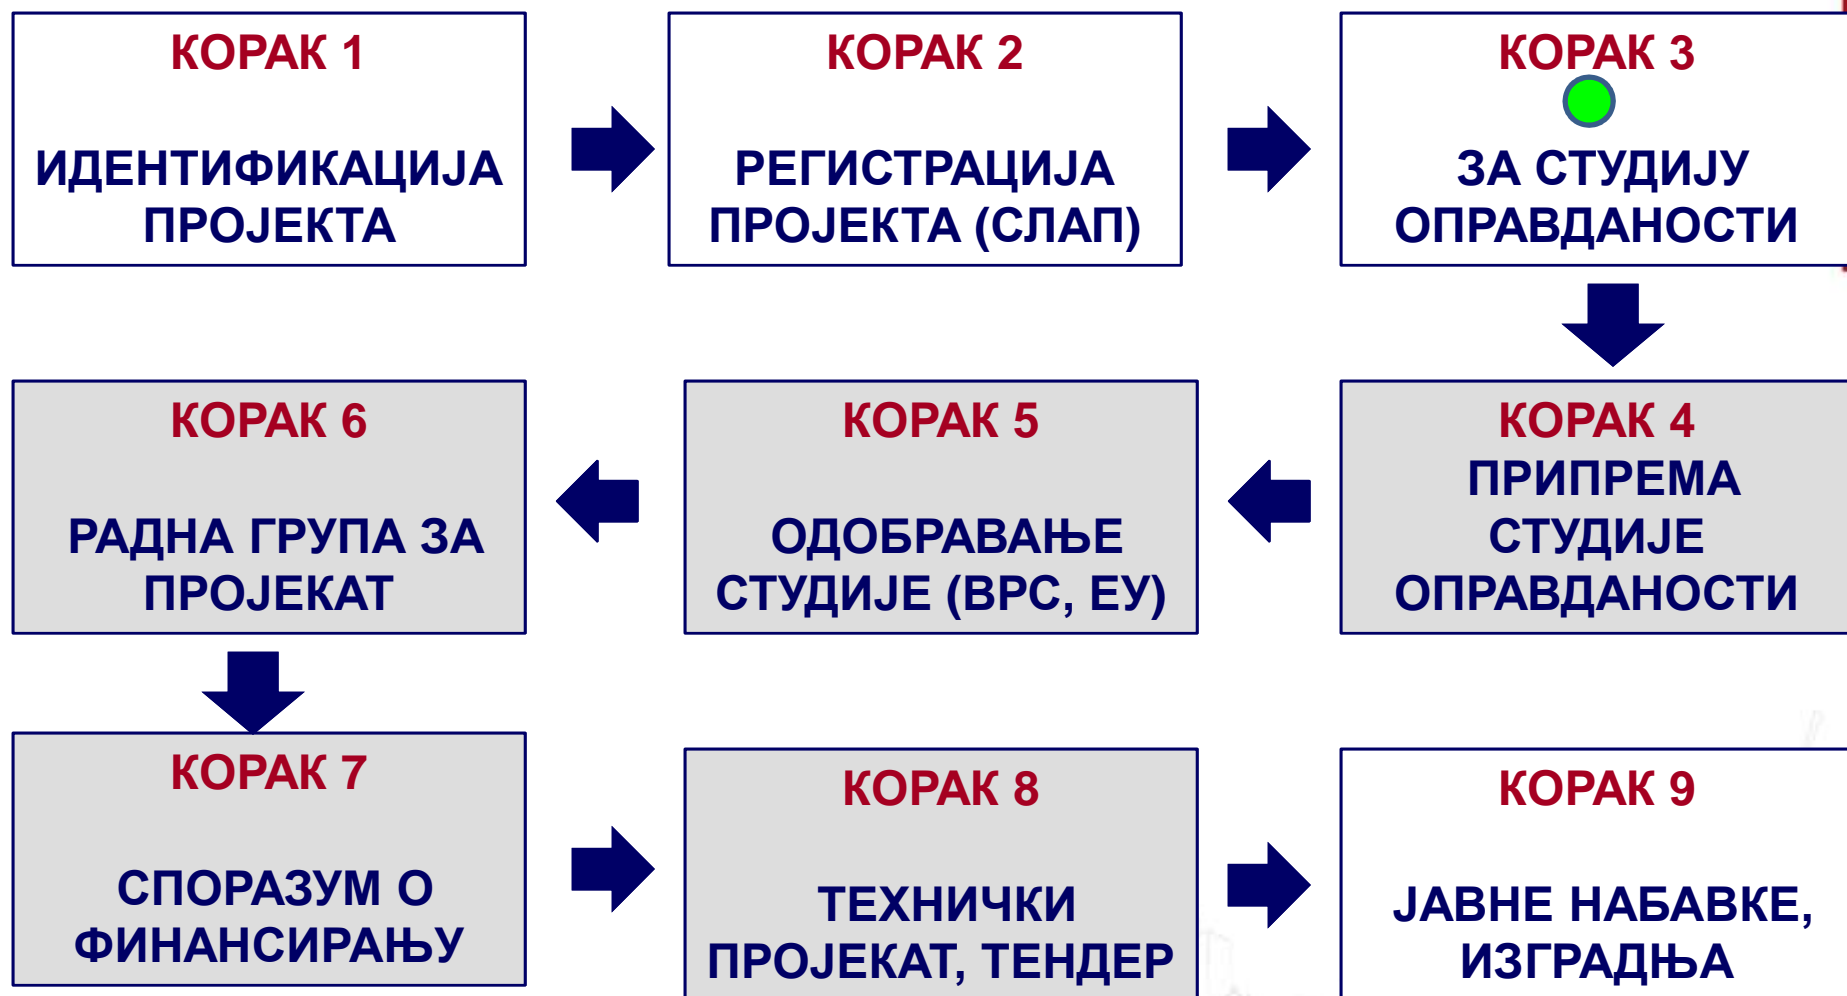 КОРАК 1
ИДЕНТИФИКАЦИЈА
ПРОЈЕКТА
КОРАК 2
РЕГИСТРАЦИЈА
ПРОЈЕКТА (СЛАП)
КОРАК 3
ЗА СТУДИЈУ
ОПРАВДАНОСТИ
КОРАК 4
ПРИПРЕМА
СТУДИЈЕ
ОПРАВДАНОСТИ
КОРАК 5
ОДОБРАВАЊЕ
СТУДИЈЕ (ВРС, ЕУ)
КОРАК 6
РАДНА ГРУПА ЗА
ПРОЈЕКАТ
КОРАК 7
СПОРАЗУМ О
ФИНАНСИРАЊУ
КОРАК 8
ТЕХНИЧКИ
ПРОЈЕКАТ, ТЕНДЕР
КОРАК 9
ЈАВНЕ НАБАВКЕ,
ИЗГРАДЊА